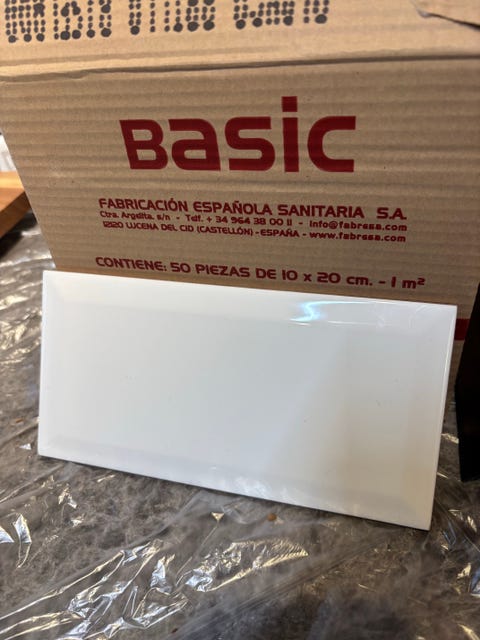 Basic
FABRICACIÓN ESPAÑOLA SANITARIA S.A.
Ctra. Argelita. s/n - Telf. + 34 964 38 00 11 - info@fabresa.com
12120 LUCENA DEL CID (CASTELLÓN) - ESPAÑA - www.fabresa.com
CONTIENE: 50 PIEZAS DE 10 x 20 cm. - 1 m²